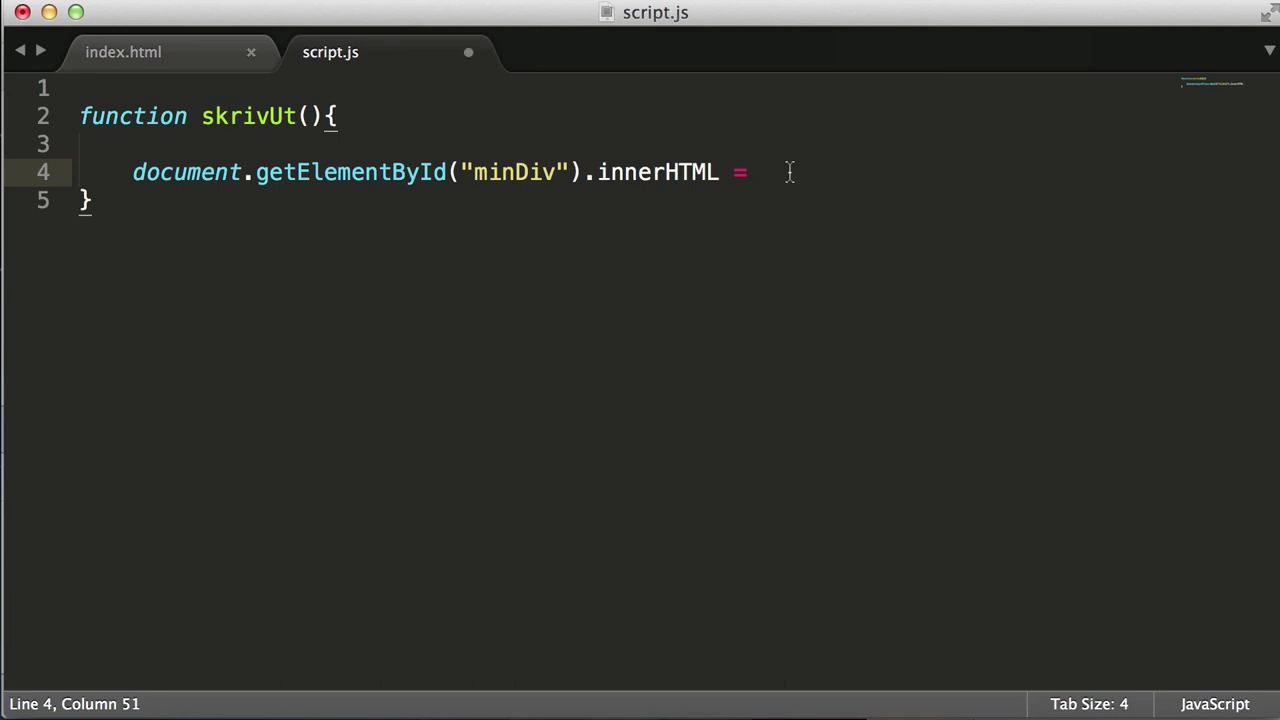 script.js
index.html × script.js
1
2 function skrivUt(){
3
4 document.getElementById("minDiv").innerHTML =
5 }
Line 4, Column 51 Tab Size: 4 JavaScript